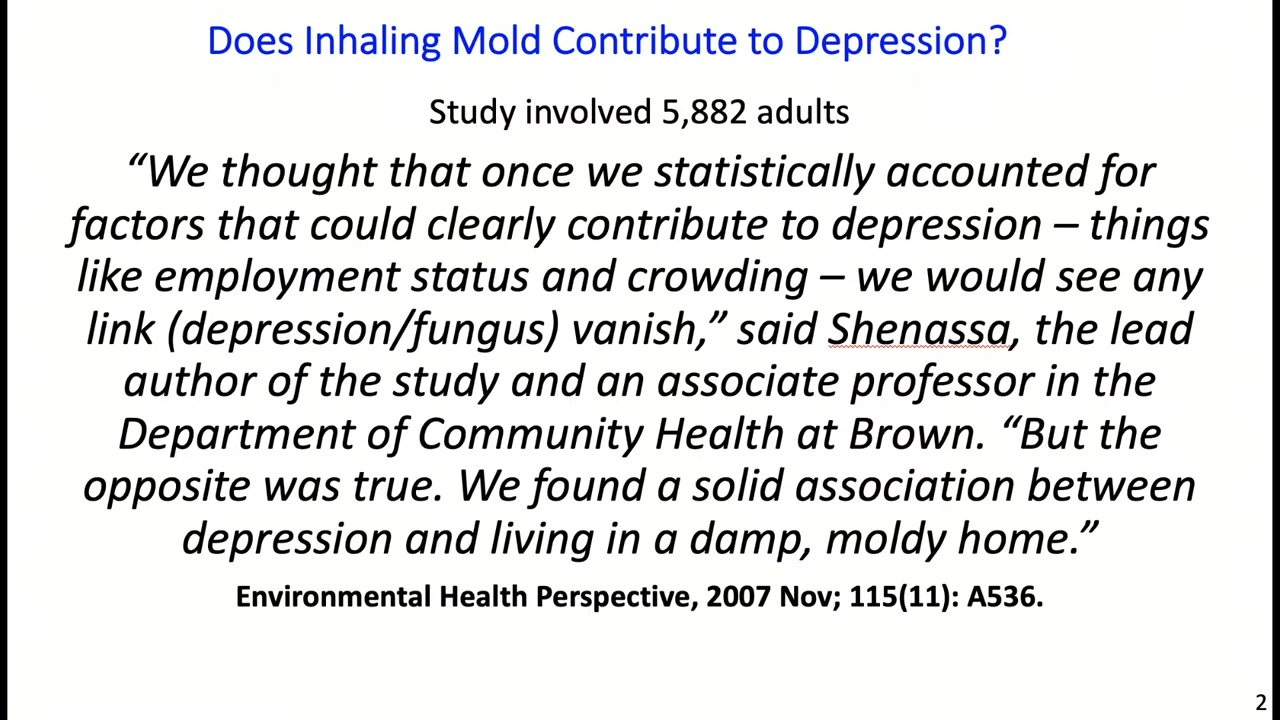 Does Inhaling Mold Contribute to Depression?
Study involved 5,882 adults
“We thought that once we statistically accounted for
factors that could clearly contribute to depression – things
like employment status and crowding – we would see any
link (depression/fungus) vanish,” said Shenassa, the lead
author of the study and an associate professor in the
Department of Community Health at Brown. “But the
opposite was true. We found a solid association between
depression and living in a damp, moldy home.”
Environmental Health Perspective, 2007 Nov; 115(11): A536.
2